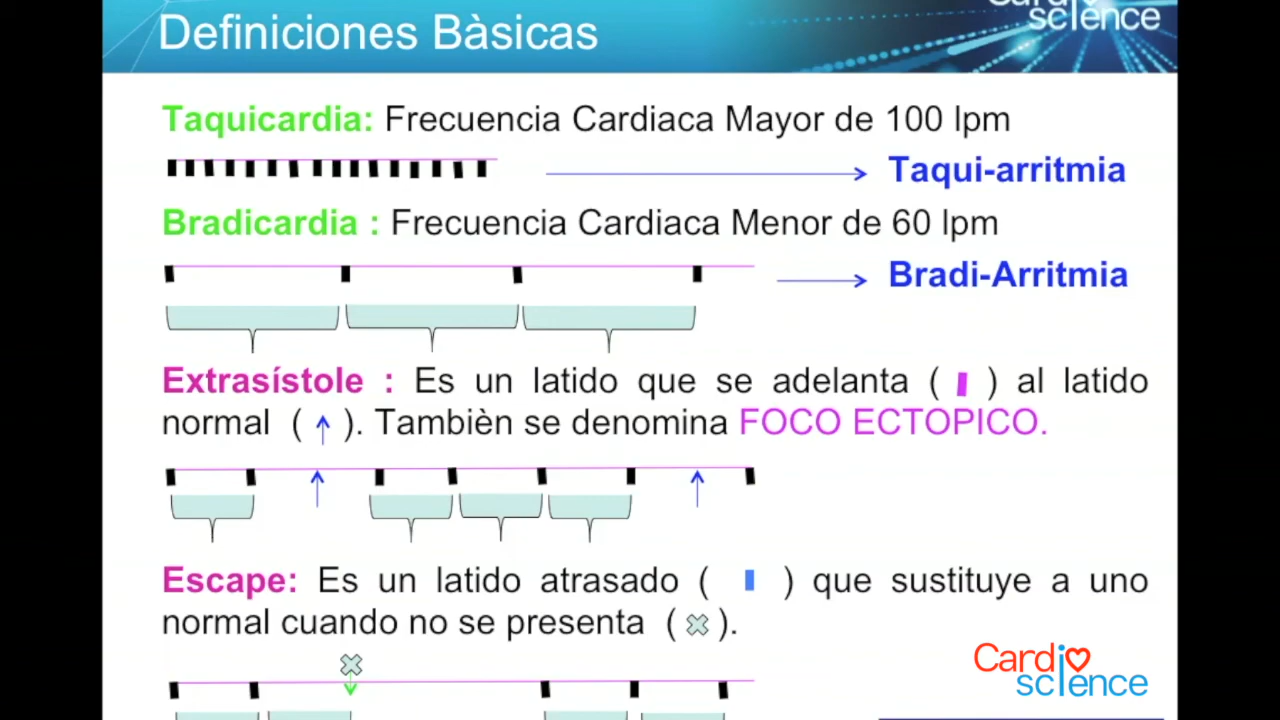 Definiciones Bàsicas
Cardi science
Taquicardia: Frecuencia Cardiaca Mayor de 100 lpm
Taqui-arritmia
Bradicardia : Frecuencia Cardiaca Menor de 60 lpm
Bradi-Arritmia
Extrasístole : Es un latido que se adelanta ( ) al latido
normal ( ). Tambièn se denomina FOCO ECTOPICO.
Escape: Es un latido atrasado ( ) que sustituye a uno
normal cuando no se presenta ( ).
Cardio
science